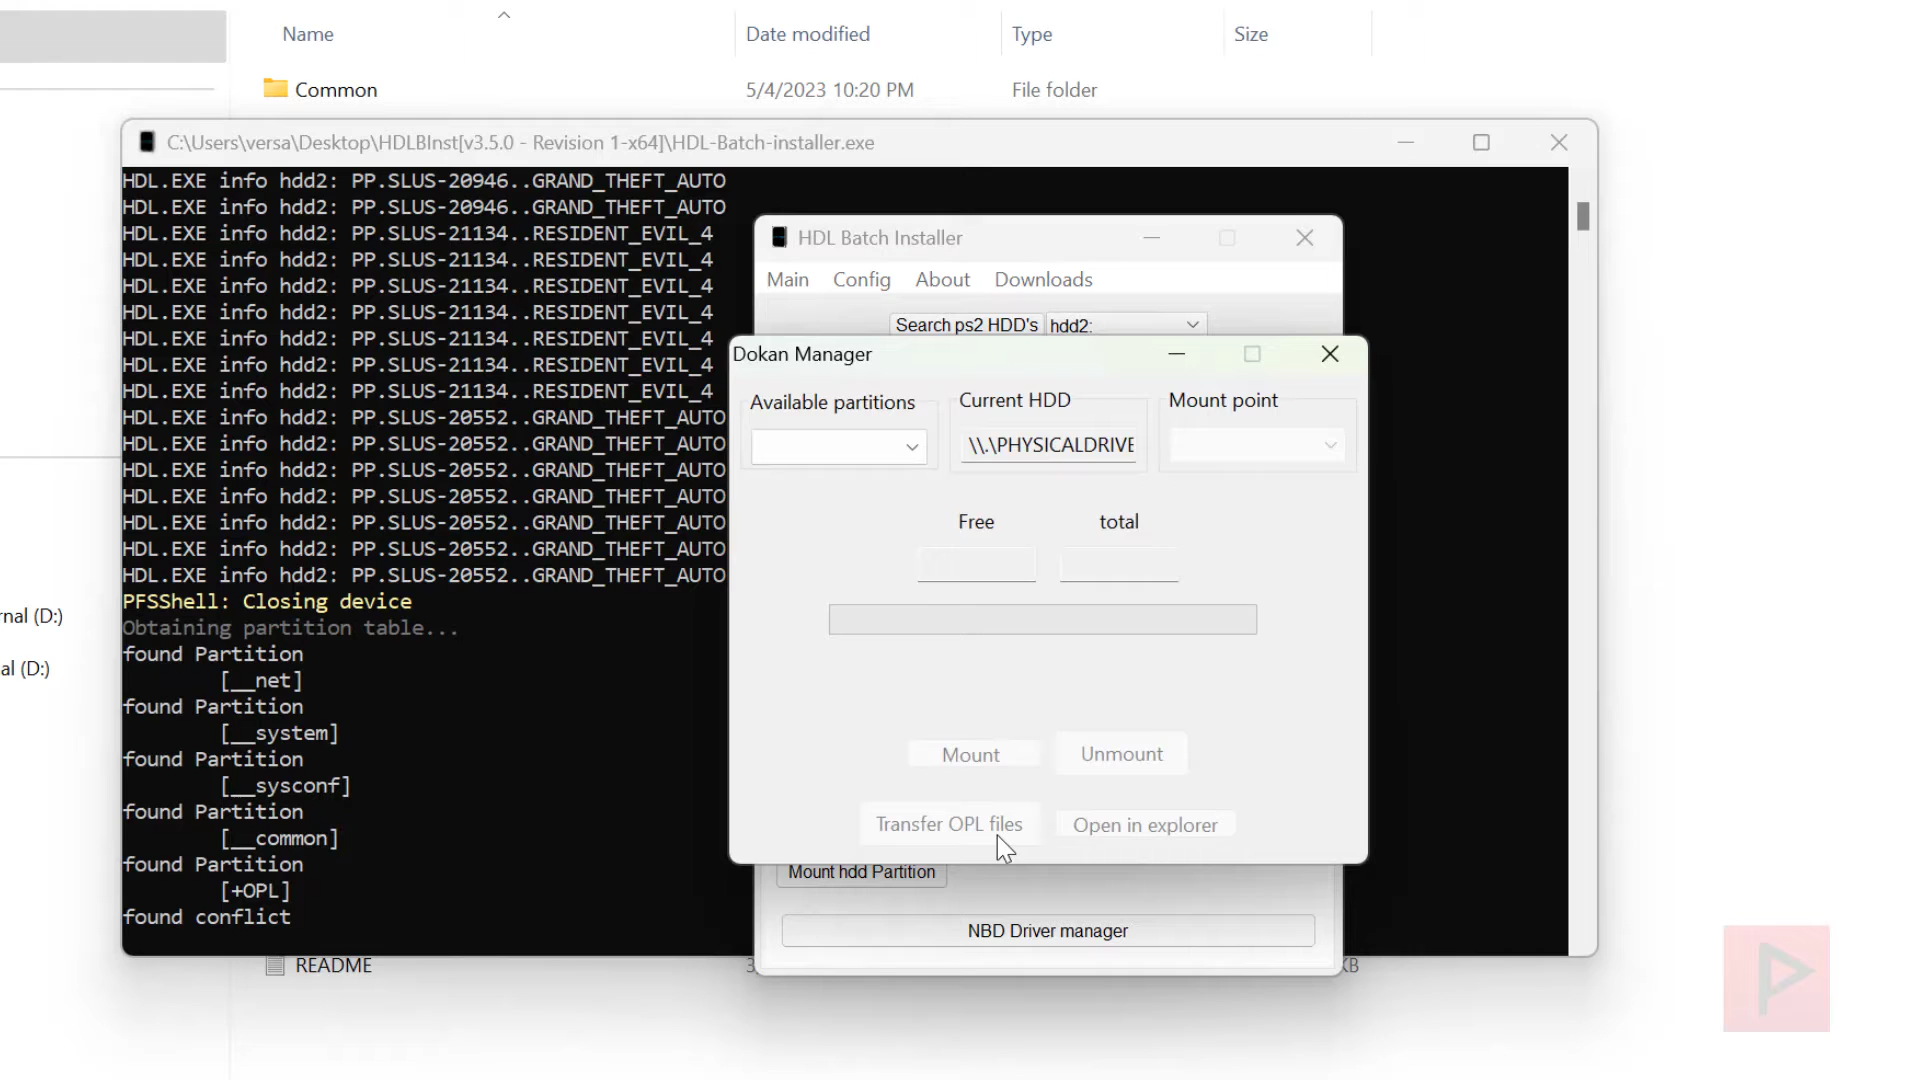 Name Date modified Type Size
Common 5/4/2023 10:20 PM File folder
C:\Users\versa\Desktop\HDLBInst[v3.5.0 - Revision 1-x64]\HDL-Batch-installer.exe
HDL.EXE info hdd2: PP.SLUS-20946..GRAND_THEFT_AUTO
HDL.EXE info hdd2: PP.SLUS-20946..GRAND_THEFT_AUTO
HDL.EXE info hdd2: PP.SLUS-21134..RESIDENT_EVIL_4
HDL.EXE info hdd2: PP.SLUS-21134..RESIDENT_EVIL_4
HDL.EXE info hdd2: PP.SLUS-21134..RESIDENT_EVIL_4
HDL.EXE info hdd2: PP.SLUS-21134..RESIDENT_EVIL_4
HDL.EXE info hdd2: PP.SLUS-21134..RESIDENT_EVIL_4
HDL.EXE info hdd2: PP.SLUS-21134..RESIDENT_EVIL_4
HDL.EXE info hdd2: PP.SLUS-21134..RESIDENT_EVIL_4
HDL.EXE info hdd2: PP.SLUS-20552..GRAND_THEFT_AUTO
HDL.EXE info hdd2: PP.SLUS-20552..GRAND_THEFT_AUTO
HDL.EXE info hdd2: PP.SLUS-20552..GRAND_THEFT_AUTO
HDL.EXE info hdd2: PP.SLUS-20552..GRAND_THEFT_AUTO
HDL.EXE info hdd2: PP.SLUS-20552..GRAND_THEFT_AUTO
HDL.EXE info hdd2: PP.SLUS-20552..GRAND_THEFT_AUTO
HDL.EXE info hdd2: PP.SLUS-20552..GRAND_THEFT_AUTO
PFSShell: Closing device
Obtaining partition table...
found Partition
[__net]
found Partition
[__system]
found Partition
[__sysconf]
found Partition
[__common]
found Partition
[+OPL]
found conflict
HDL Batch Installer
Main Config About Downloads
Search ps2 HDD's hdd2:
Dokan Manager
Available partitions Current HDD Mount point
\\.\PHYSICALDRIVE
Free total
Mount Unmount
Transfer OPL files Open in explorer
Mount hdd Partition
NBD Driver manager
rnal (D:)
al (D:)
README 3 KB